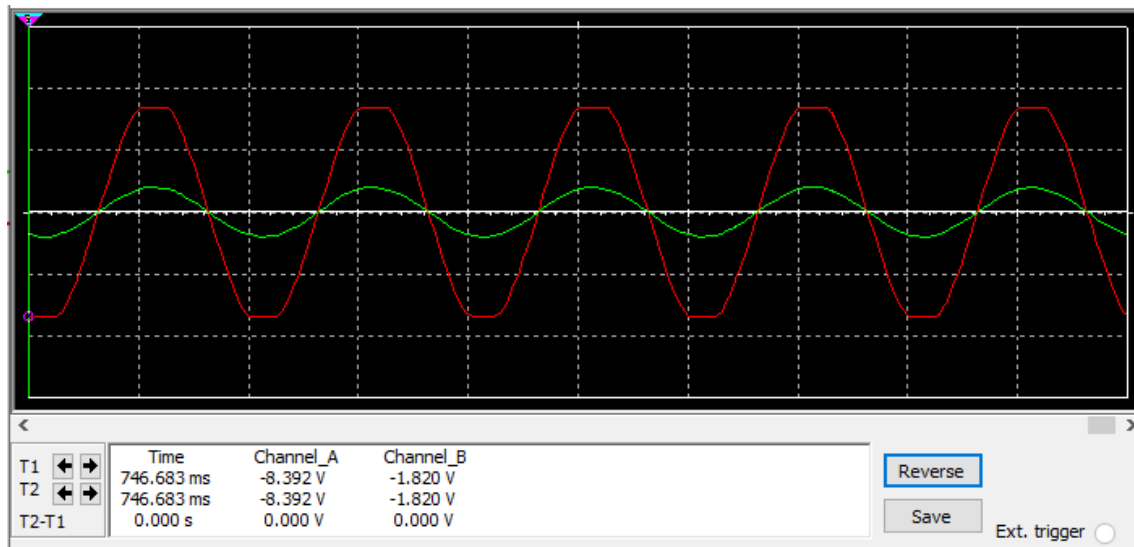 Time Channel_A Channel_B
T1 746.683 ms -8.392 V -1.820 V
T2 746.683 ms -8.392 V -1.820 V
T2-T1 0.000 s 0.000 V 0.000 V
Reverse
Save
Ext. trigger